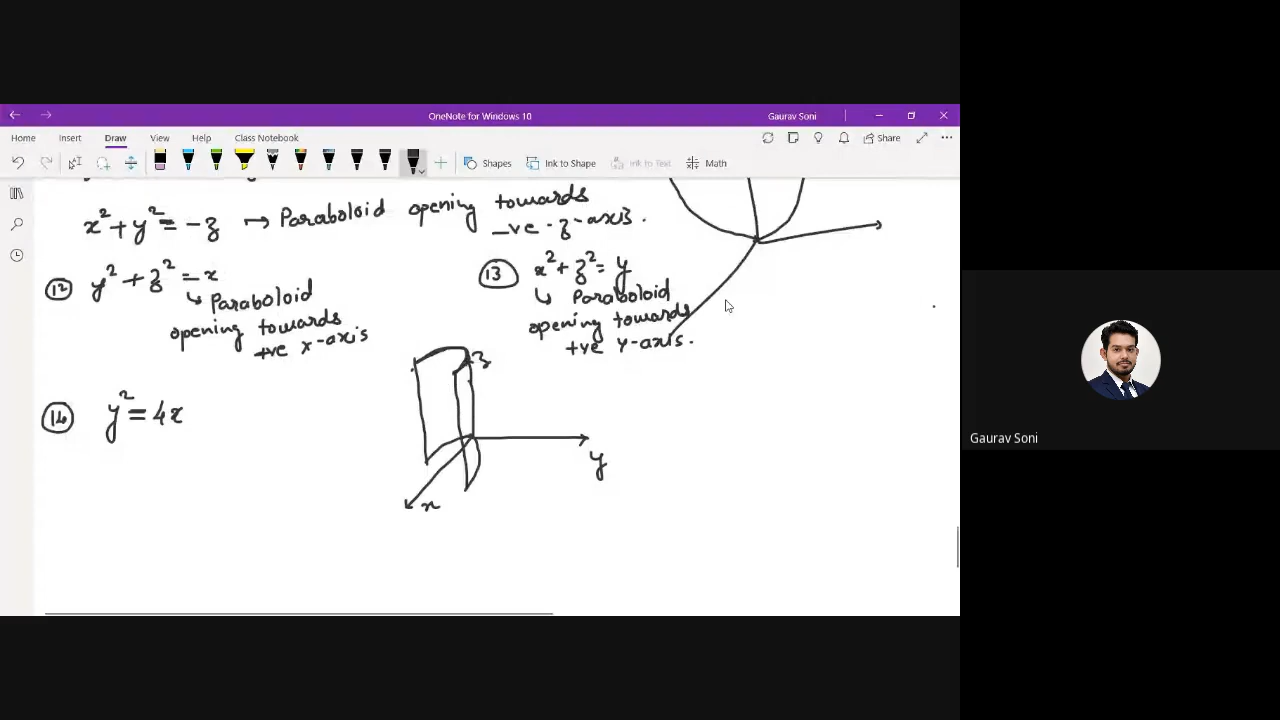 OneNote for Windows 10
Gaurav Soni
Home Insert Draw View Help Class Notebook
Share
Shapes Ink to Shape Ink to Text Math
x² + y² = -z → Paraboloid opening towards
-ve z-axis.
(12) y² + z² = x
↳ Paraboloid
opening towards
+ve x-axis
(13) x² + z² = y
↳ Paraboloid
opening towards
+ve y-axis.
z
(14) y² = 4x
y
x
Gaurav Soni